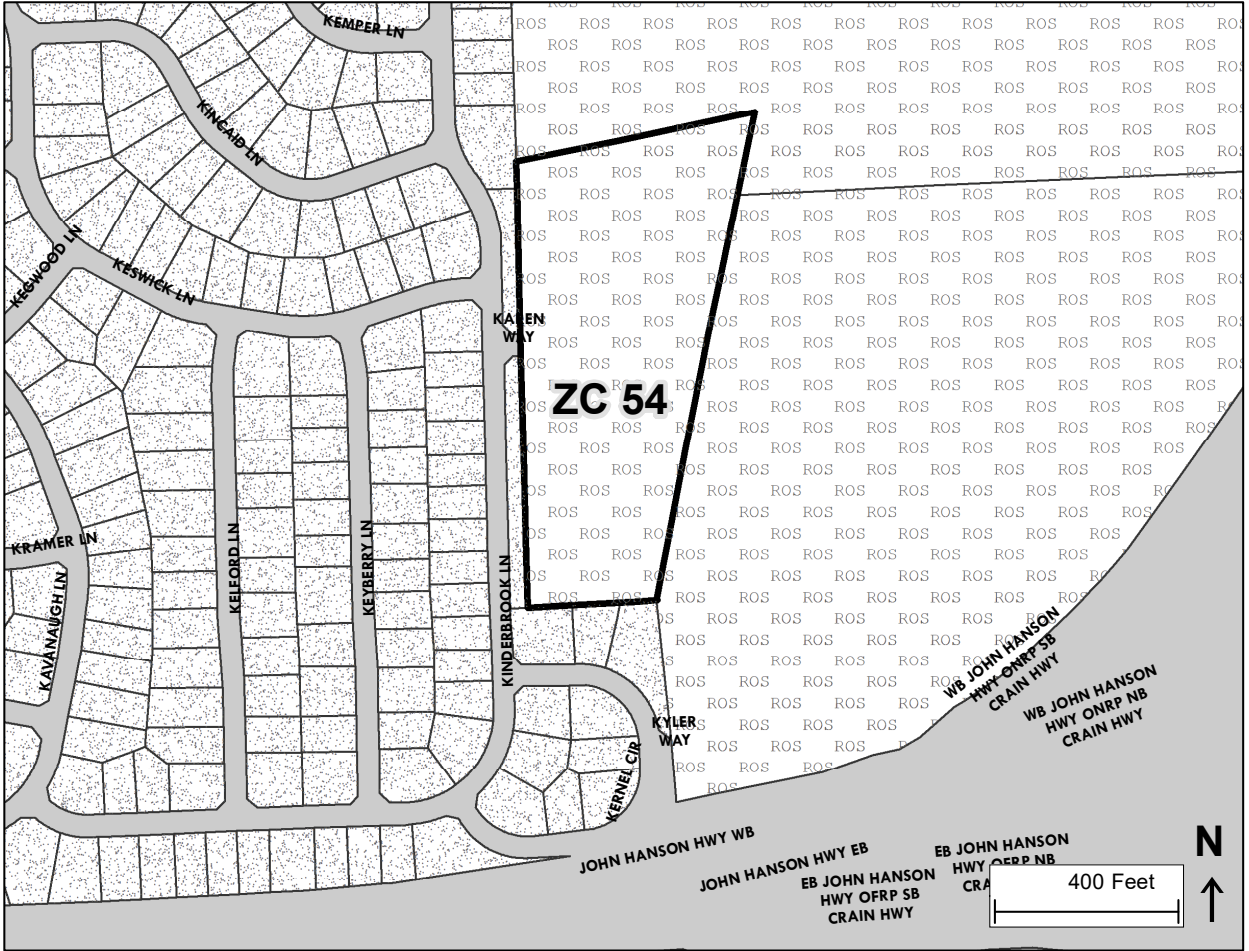 KEMPER LN
KINCAID LN
KEGWOOD LN
KESWICK LN
KAREN
WAY
ROS
ZC 54
KRAMER LN
KAVANAUGH LN
KELFORD LN
KEYBERRY LN
KINDERBROOK LN
KYLER
WAY
KERNEL CIR
WB JOHN HANSON
HWY ONRP SB
CRAIN HWY
WB JOHN HANSON
HWY ONRP NB
CRAIN HWY
JOHN HANSON HWY WB
JOHN HANSON HWY EB
EB JOHN HANSON
HWY OFRP SB
CRAIN HWY
EB JOHN HANSON
HWY OFRP NB
N
400 Feet